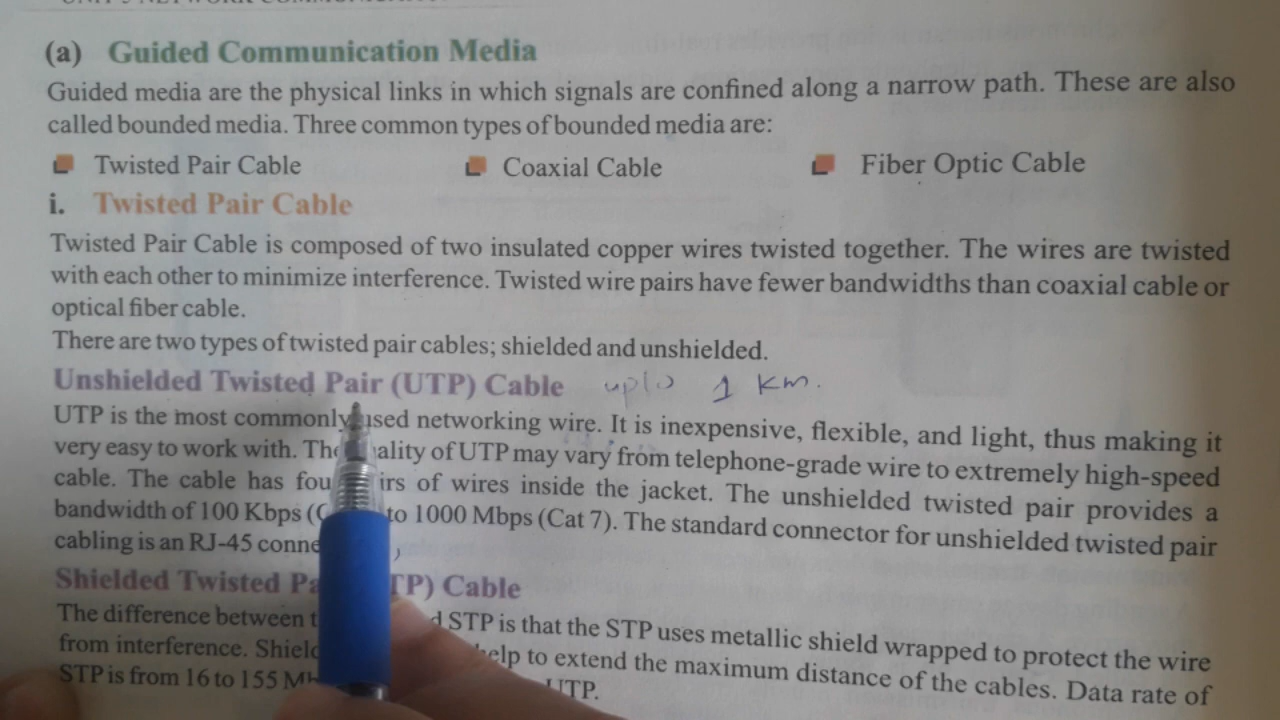 (a) Guided Communication Media
Guided media are the physical links in which signals are confined along a narrow path. These are also
called bounded media. Three common types of bounded media are:
Twisted Pair Cable Coaxial Cable Fiber Optic Cable
i. Twisted Pair Cable
Twisted Pair Cable is composed of two insulated copper wires twisted together. The wires are twisted
with each other to minimize interference. Twisted wire pairs have fewer bandwidths than coaxial cable or
optical fiber cable.
There are two types of twisted pair cables; shielded and unshielded.
Unshielded Twisted Pair (UTP) Cable upto 1 km.
UTP is the most commonly used networking wire. It is inexpensive, flexible, and light, thus making it
very easy to work with. The of UTP may vary from telephone-grade wire to extremely high-speed
cable. The cable has of wires inside the jacket. The unshielded twisted pair provides a
bandwidth of 100 Kbps to 1000 Mbps (Cat 7). The standard connector for unshielded twisted pair
cabling is an RJ-45
Shielded Twisted Cable
The difference between STP is that the STP uses metallic shield wrapped to protect the wire
from interference. to extend the maximum distance of the cables. Data rate of
STP is from 16 to 155 UTP.